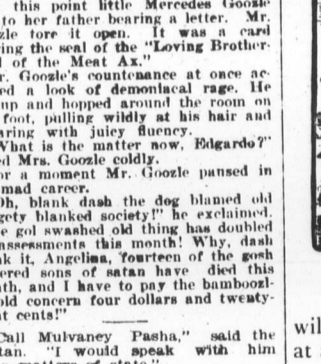 this point little Mercedes Goozle
to her father bearing a letter. Mr.
zle tore it open. It was a card
ring the seal of the "Loving Brother-
of the Meat Ax."
r. Goozle's countenance at once ac-
ed a look of demoniacal rage. He
up and hopped around the room on
foot, pulling wildly at his hair and
aring with juicy fluency.
What is the matter now, Edgardo?"
ed Mrs. Goozle coldly.
or a moment Mr. Goozle paused in
mad career.
Oh, blank dash the dog blamed old
gety blanked society!" he exclaimed.
e gol swashed old thing has doubled
assessments this month! Why, dash
nk it, Angelina, fourteen of the gosh
ered sons of satan have died this
nth, and I have to pay the bamboozl-
old concern four dollars and twenty-
t cents!"
Call Mulvaney Pasha," said the
tan. "I would speak with him
matters of state."
wil
at